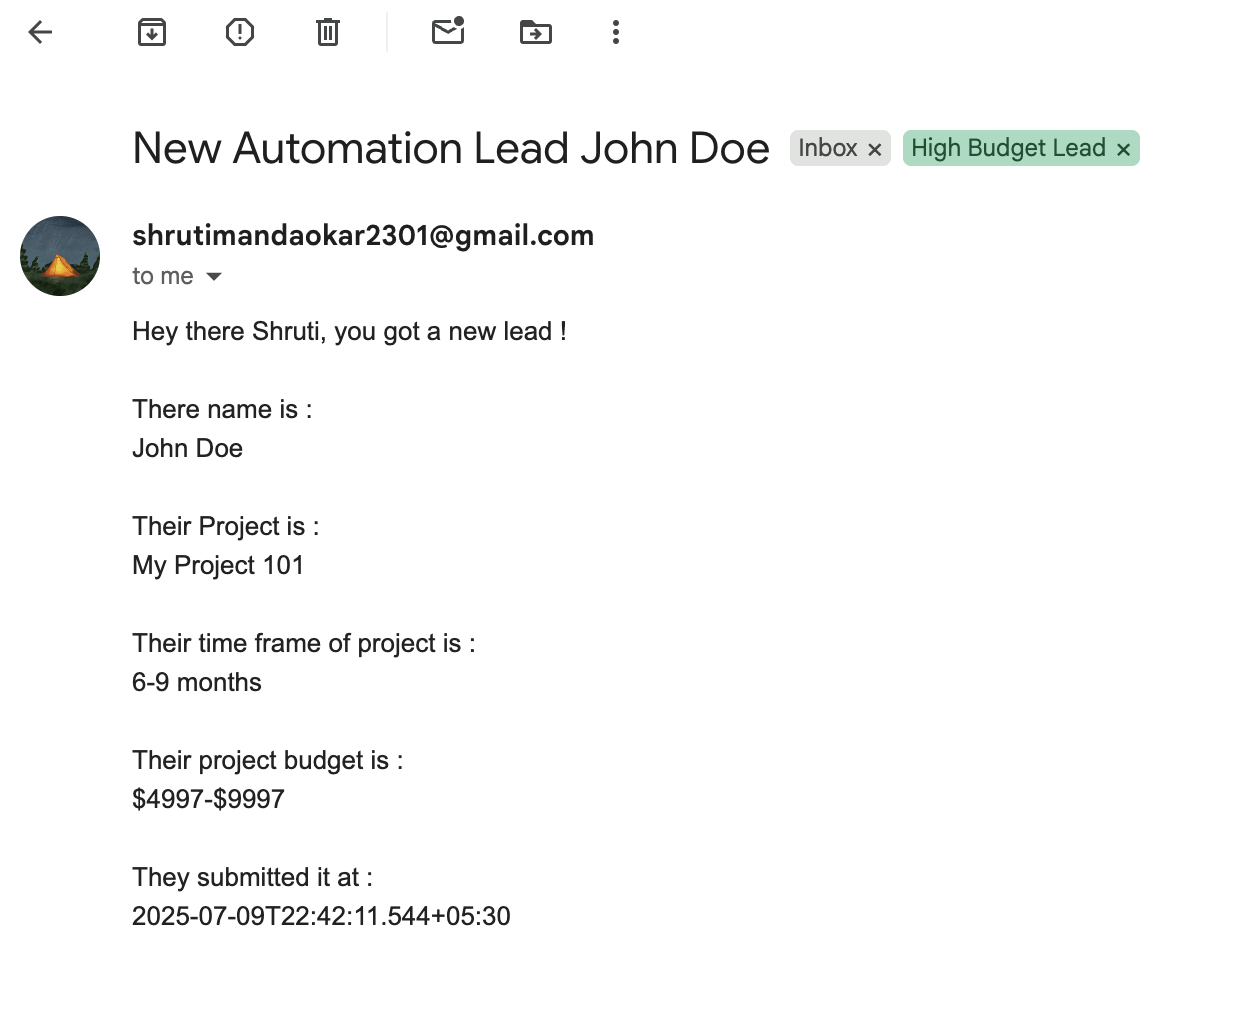 New Automation Lead John Doe Inbox × High Budget Lead ×
shrutimandaokar2301@gmail.com
to me
Hey there Shruti, you got a new lead !
There name is :
John Doe
Their Project is :
My Project 101
Their time frame of project is :
6-9 months
Their project budget is :
$4997-$9997
They submitted it at :
2025-07-09T22:42:11.544+05:30